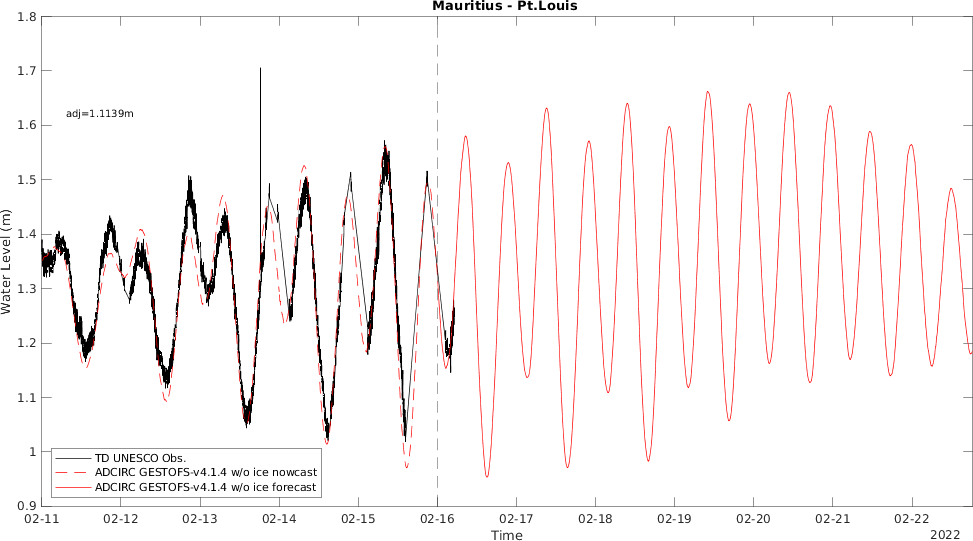 Mauritius - Pt.Louis
1.8
1.7
adj=1.1139m
1.6
1.5
1.4
Water Level (m)
1.3
1.2
1.1
1
0.9
TD UNESCO Obs.
ADCIRC GESTOFS-v4.1.4 w/o ice nowcast
ADCIRC GESTOFS-v4.1.4 w/o ice forecast
02-11 02-12 02-13 02-14 02-15 02-16 02-17 02-18 02-19 02-20 02-21 02-22
Time
2022